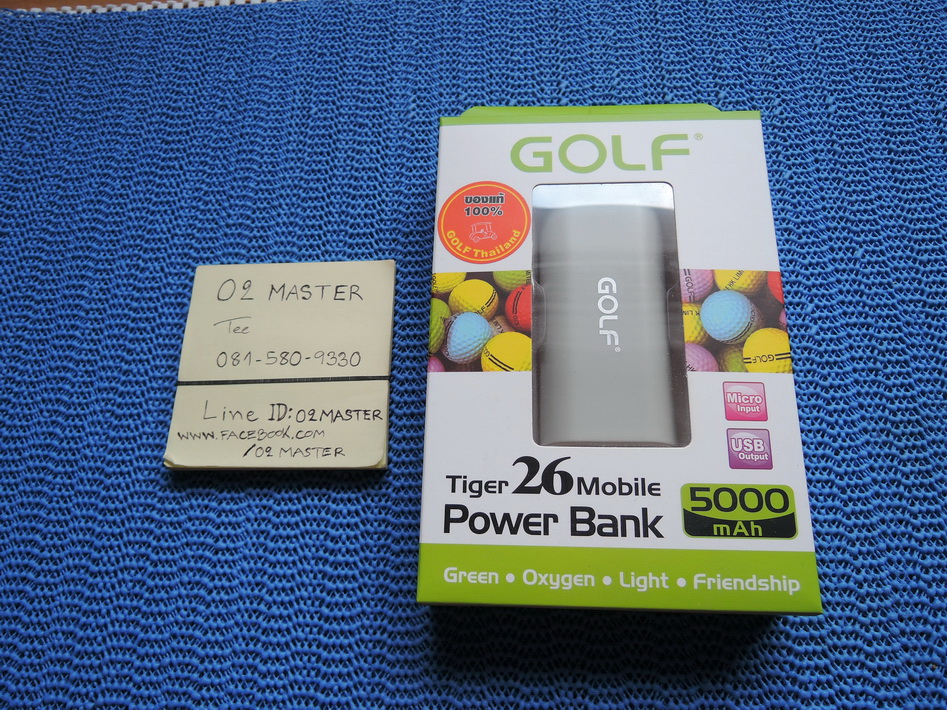 O2 MASTER
Tee
081-580-9330
Line ID: O2MASTER
WWW.FACEBOOK.COM
/O2 MASTER
GOLF®
ของแท้
100%
GOLF Thailand
GOLF®
GOLF
Micro
Input
USB
Output
Tiger 26 Mobile
Power Bank
5000
mAh
Green • Oxygen • Light • Friendship